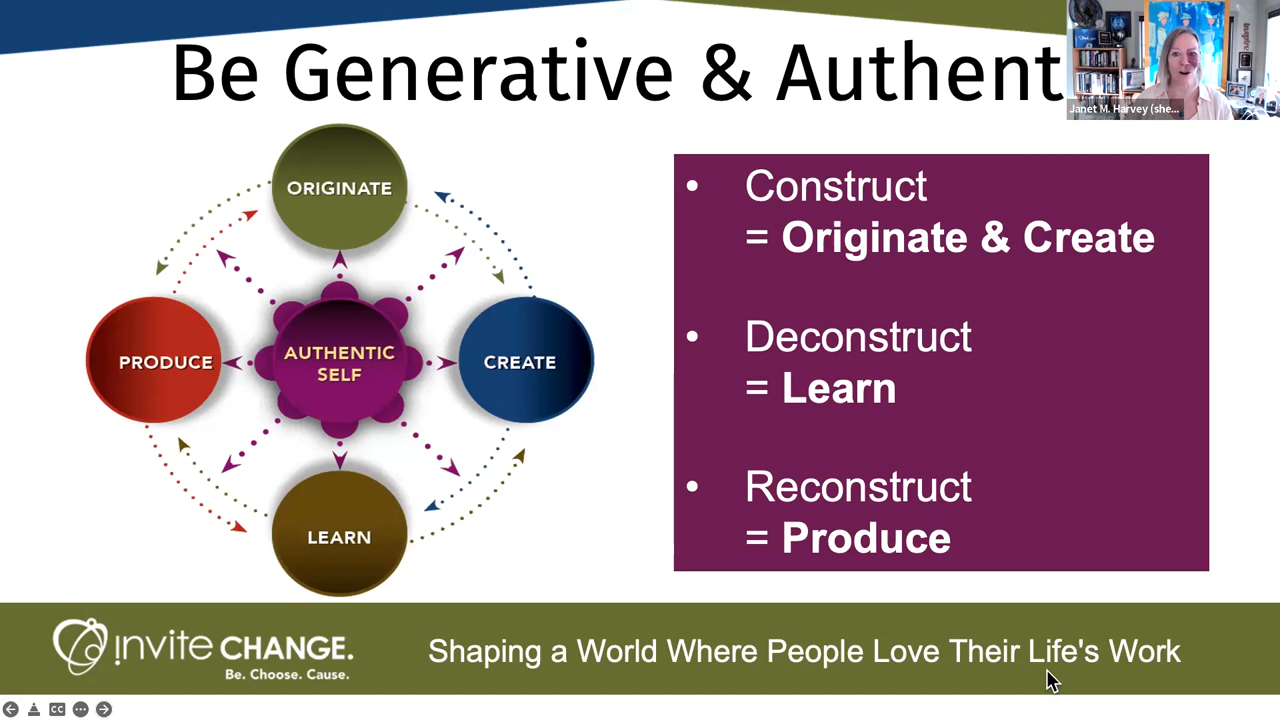 Be Generative & Authent
Janet M. Harvey (she...
ORIGINATE
PRODUCE
AUTHENTIC
SELF
CREATE
LEARN
• Construct
= Originate & Create
• Deconstruct
= Learn
• Reconstruct
= Produce
invite CHANGE.
Be. Choose. Cause.
Shaping a World Where People Love Their Life's Work
CC